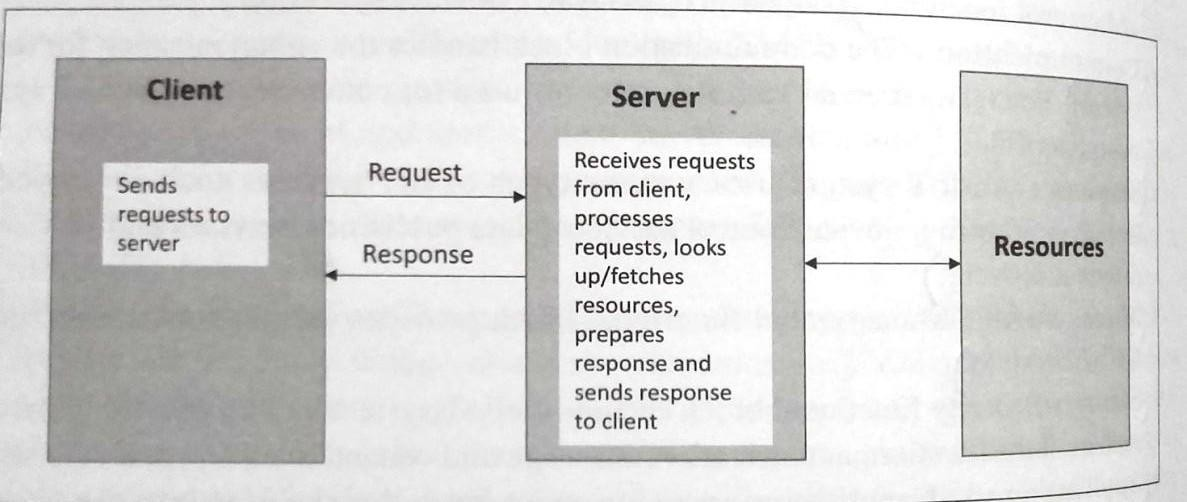 Client
Sends
requests to
server
Request
Response
Server
Receives requests
from client,
processes
requests, looks
up/fetches
resources,
prepares
response and
sends response
to client
Resources